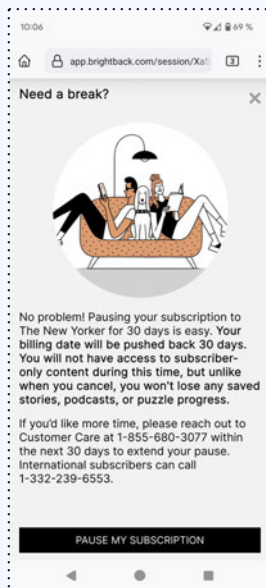 10:06
69 %
app.brightback.com/session/XaS
3
Need a break?
No problem! Pausing your subscription to
The New Yorker for 30 days is easy. Your
billing date will be pushed back 30 days.
You will not have access to subscriber-
only content during this time, but unlike
when you cancel, you won't lose any saved
stories, podcasts, or puzzle progress.
If you'd like more time, please reach out to
Customer Care at 1-855-680-3077 within
the next 30 days to extend your pause.
International subscribers can call
1-332-239-6553.
PAUSE MY SUBSCRIPTION